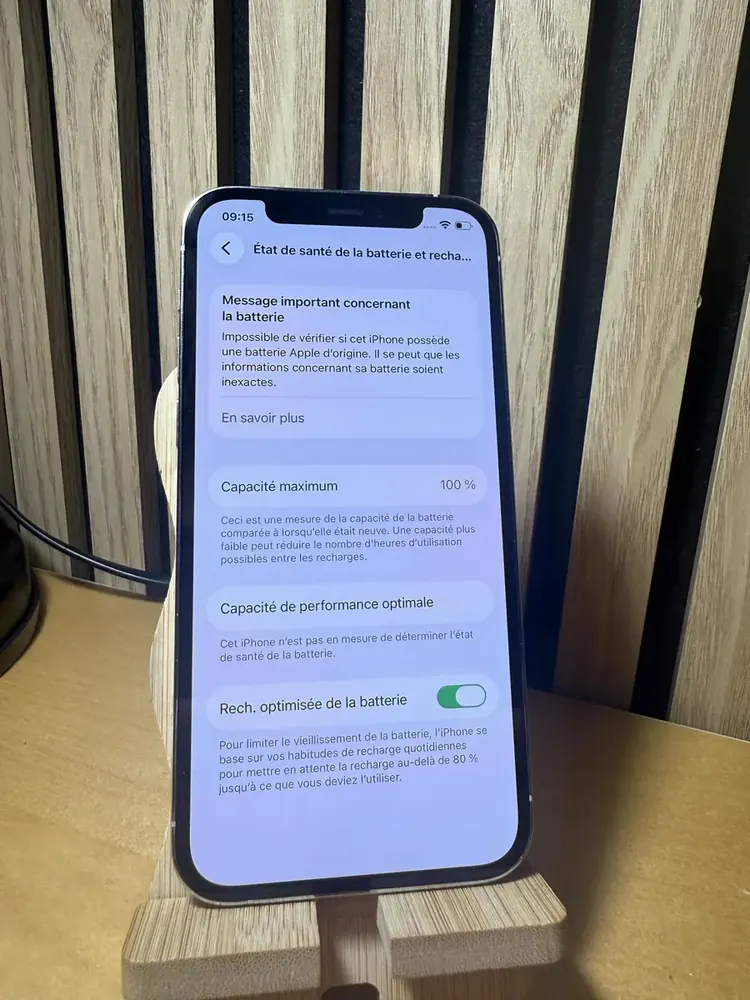 09:15
État de santé de la batterie et recha...
Message important concernant
la batterie
Impossible de vérifier si cet iPhone possède
une batterie Apple d'origine. Il se peut que les
informations concernant sa batterie soient
inexactes.
En savoir plus
Capacité maximum 100 %
Ceci est une mesure de la capacité de la batterie
comparée à lorsqu'elle était neuve. Une capacité plus
faible peut réduire le nombre d'heures d'utilisation
possibles entre les recharges.
Capacité de performance optimale
Cet iPhone n'est pas en mesure de déterminer l'état
de santé de la batterie.
Rech. optimisée de la batterie
Pour limiter le vieillissement de la batterie, l'iPhone se
base sur vos habitudes de recharge quotidiennes
pour mettre en attente la recharge au-delà de 80 %
jusqu'à ce que vous deviez l'utiliser.